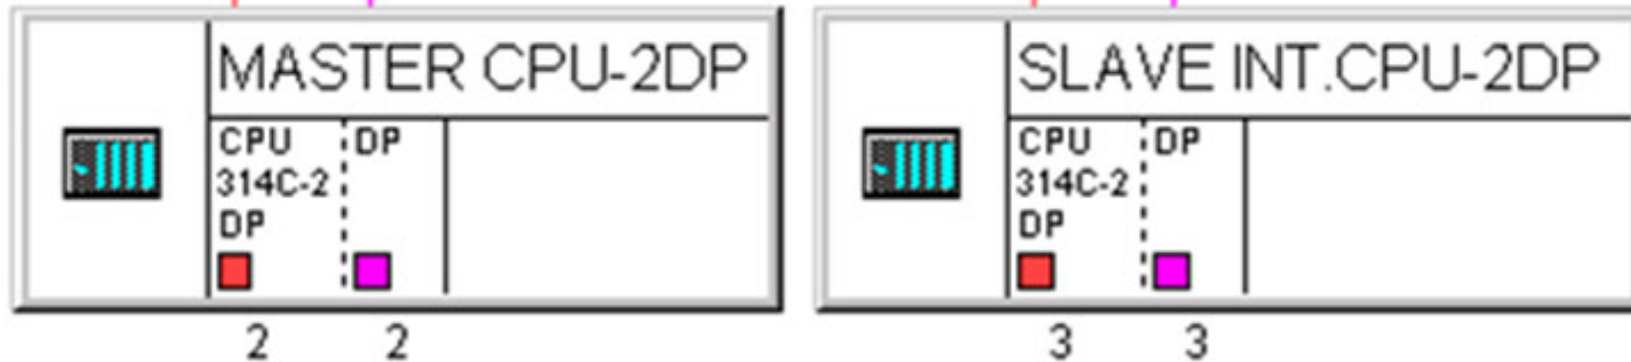 MASTER CPU-2DP
CPU
314C-2
DP
DP
2
2
SLAVE INT.CPU-2DP
CPU
314C-2
DP
DP
3
3